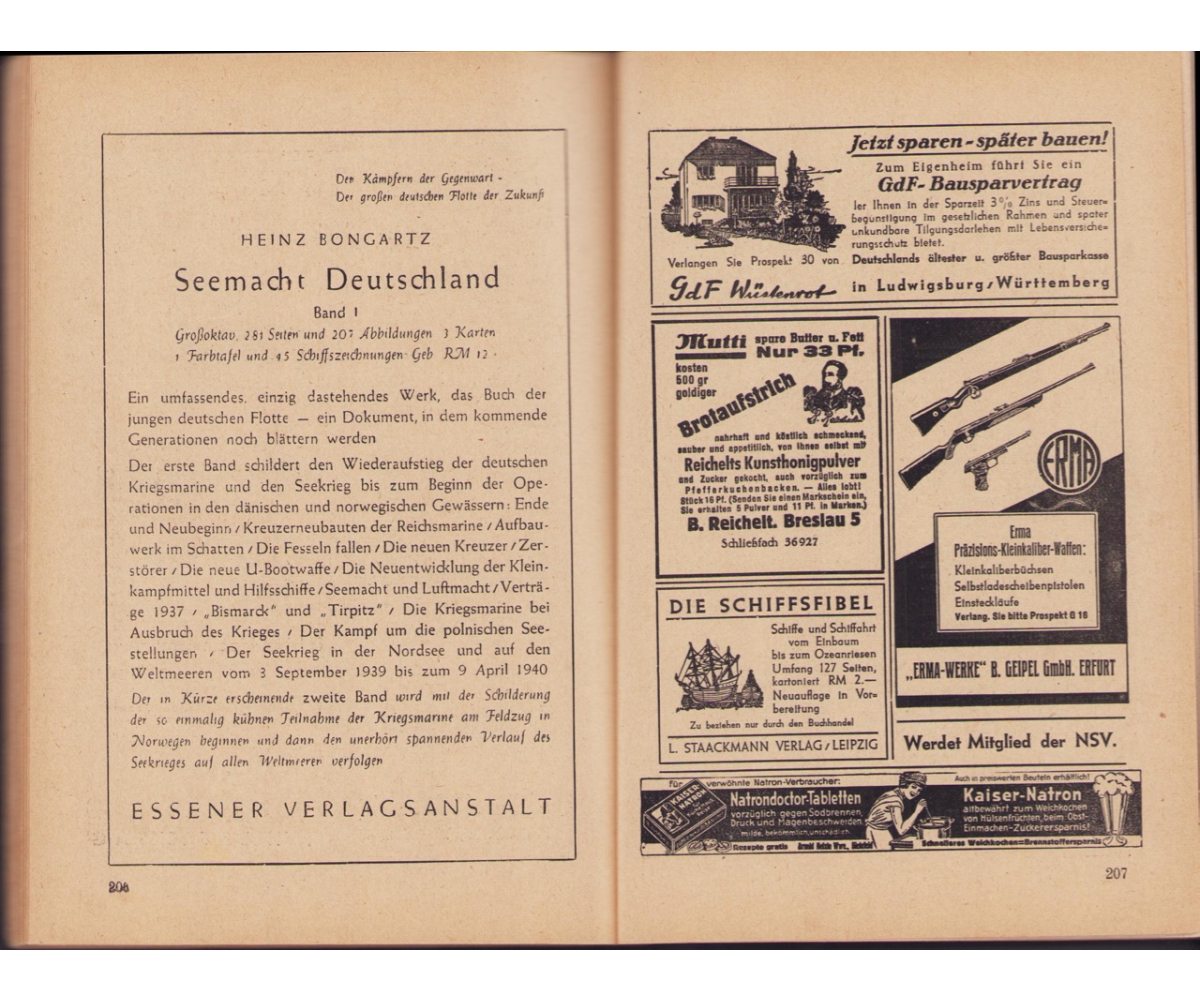 Den Kämpfern der Gegenwart -
Der großen deutschen Flotte der Zukunft
HEINZ BONGARTZ
Seemacht Deutschland
Band I
Großoktav, 281 Seiten und 207 Abbildungen 3 Karten
1 Farbtafel und 45 Schiffszeichnungen Geb RM 12.-
Ein umfassendes, einzig dastehendes Werk, das Buch der
jungen deutschen Flotte — ein Dokument, in dem kommende
Generationen noch blättern werden
Der erste Band schildert den Wiederaufstieg der deutschen
Kriegsmarine und den Seekrieg bis zum Beginn der Ope-
rationen in den dänischen und norwegischen Gewässern: Ende
und Neubeginn / Kreuzerneubauten der Reichsmarine / Aufbau-
werk im Schatten / Die Fesseln fallen / Die neuen Kreuzer / Zer-
störer / Die neue U-Bootwaffe / Die Neuentwicklung der Klein-
kampfmittel und Hilfsschiffe / Seemacht und Luftmacht / Verträ-
ge 1937 / „Bismarck" und „Tirpitz" / Die Kriegsmarine bei
Ausbruch des Krieges / Der Kampf um die polnischen See-
stellungen / Der Seekrieg in der Nordsee und auf den
Weltmeeren vom 3 September 1939 bis zum 9 April 1940
Der in Kürze erscheinende zweite Band wird mit der Schilderung
der so einmalig kühnen Teilnahme der Kriegsmarine am Feldzug in
Norwegen beginnen und dann den unerhört spannenden Verlauf des
Seekrieges auf allen Weltmeeren verfolgen
ESSENER VERLAGSANSTALT
Jetzt sparen - später bauen!
Zum Eigenheim führt Sie ein
GdF-Bausparvertrag
der Ihnen in der Sparzeit 3% Zins und Steuer=
begünstigung im gesetzlichen Rahmen und später
unkundbare Tilgungsdarlehen mit Lebensversiche=
rungsschutz bietet.
Verlangen Sie Prospekt 30 von Deutschlands ältester u. größter Bausparkasse
GdF Wüstenrot in Ludwigsburg/Württemberg
Mutti spare Butter u. Fett
Nur 33 Pf.
kosten
500 gr
goldiger
Brotaufstrich
nahrhaft und köstlich schmeckend,
sauber und appetitlich, von Ihnen selbst mit
Reichelts Kunsthonigpulver
und Zucker gekocht, auch vorzüglich zum
Pfefferkuchenbacken. — Alles lobt!
Stück 16 Pf. (Senden Sie einen Markschein ein,
Sie erhalten 5 Pulver und 11 Pf. in Marken.)
B. Reichelt. Breslau 5
Schließfach 36927
ERMA
Erma
Präzisions-Kleinkaliber-Waffen:
Kleinkaliberbüchsen
Selbstladescheibenpistolen
Einsteckläufe
Verlang. Sie bitte Prospekt G 16
„ERMA-WERKE" B. GEIPEL GmbH. ERFURT
DIE SCHIFFSFIBEL
Schiffe und Schiffahrt
vom Einbaum
bis zum Ozeanriesen
Umfang 127 Seiten,
kartoniert RM 2.—
Neuauflage in Vor=
bereitung
Zu beziehen nur durch den Buchhandel
L. STAACKMANN VERLAG / LEIPZIG
Werdet Mitglied der NSV.
Für verwöhnte Natron-Verbraucher:
KAISER-NATRON
Natrondoctor-Tabletten
vorzüglich gegen Sodbrennen,
Druck und Magenbeschwerden
milde, bekömmlich, unschädlich.
Rezepte gratis
Auch in preiswerten Beuteln erhältlich!
Kaiser-Natron
altbewährt zum Weichkochen
von Hülsenfrüchten, beim Obst-
Einmachen-Zuckerersparnis!
Schnelleres Weichkochen=Brennstoffersparnis
207